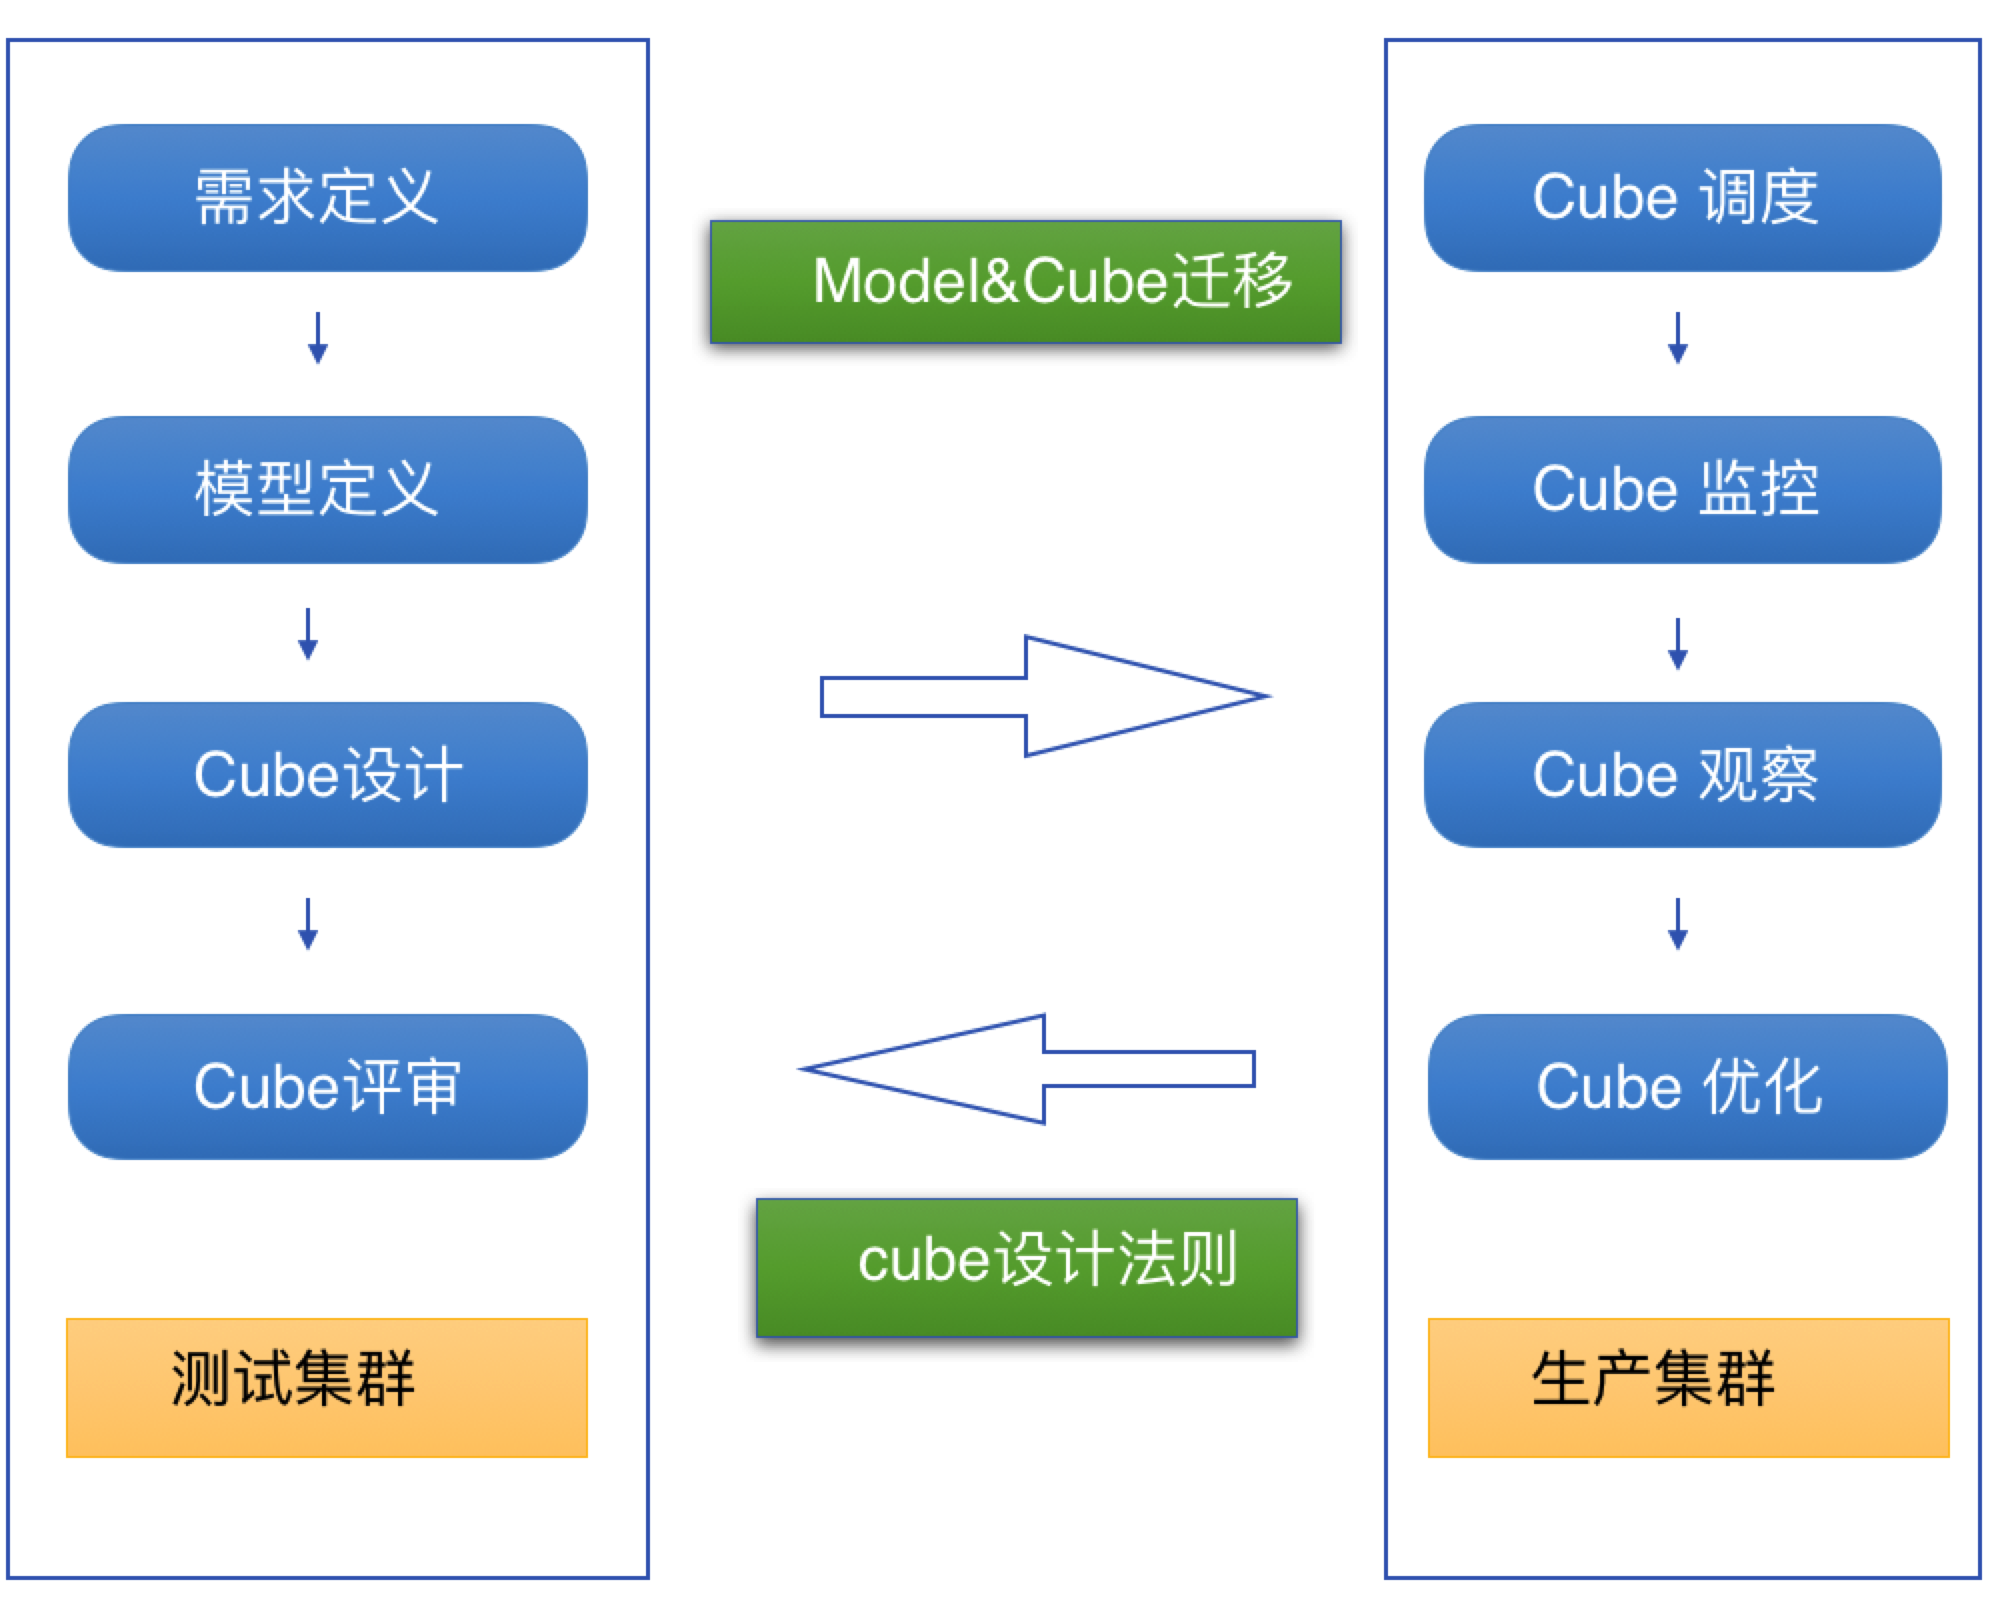 需求定义
模型定义
Cube设计
Cube评审
测试集群
Model&Cube迁移
cube设计法则
Cube 调度
Cube 监控
Cube 观察
Cube 优化
生产集群